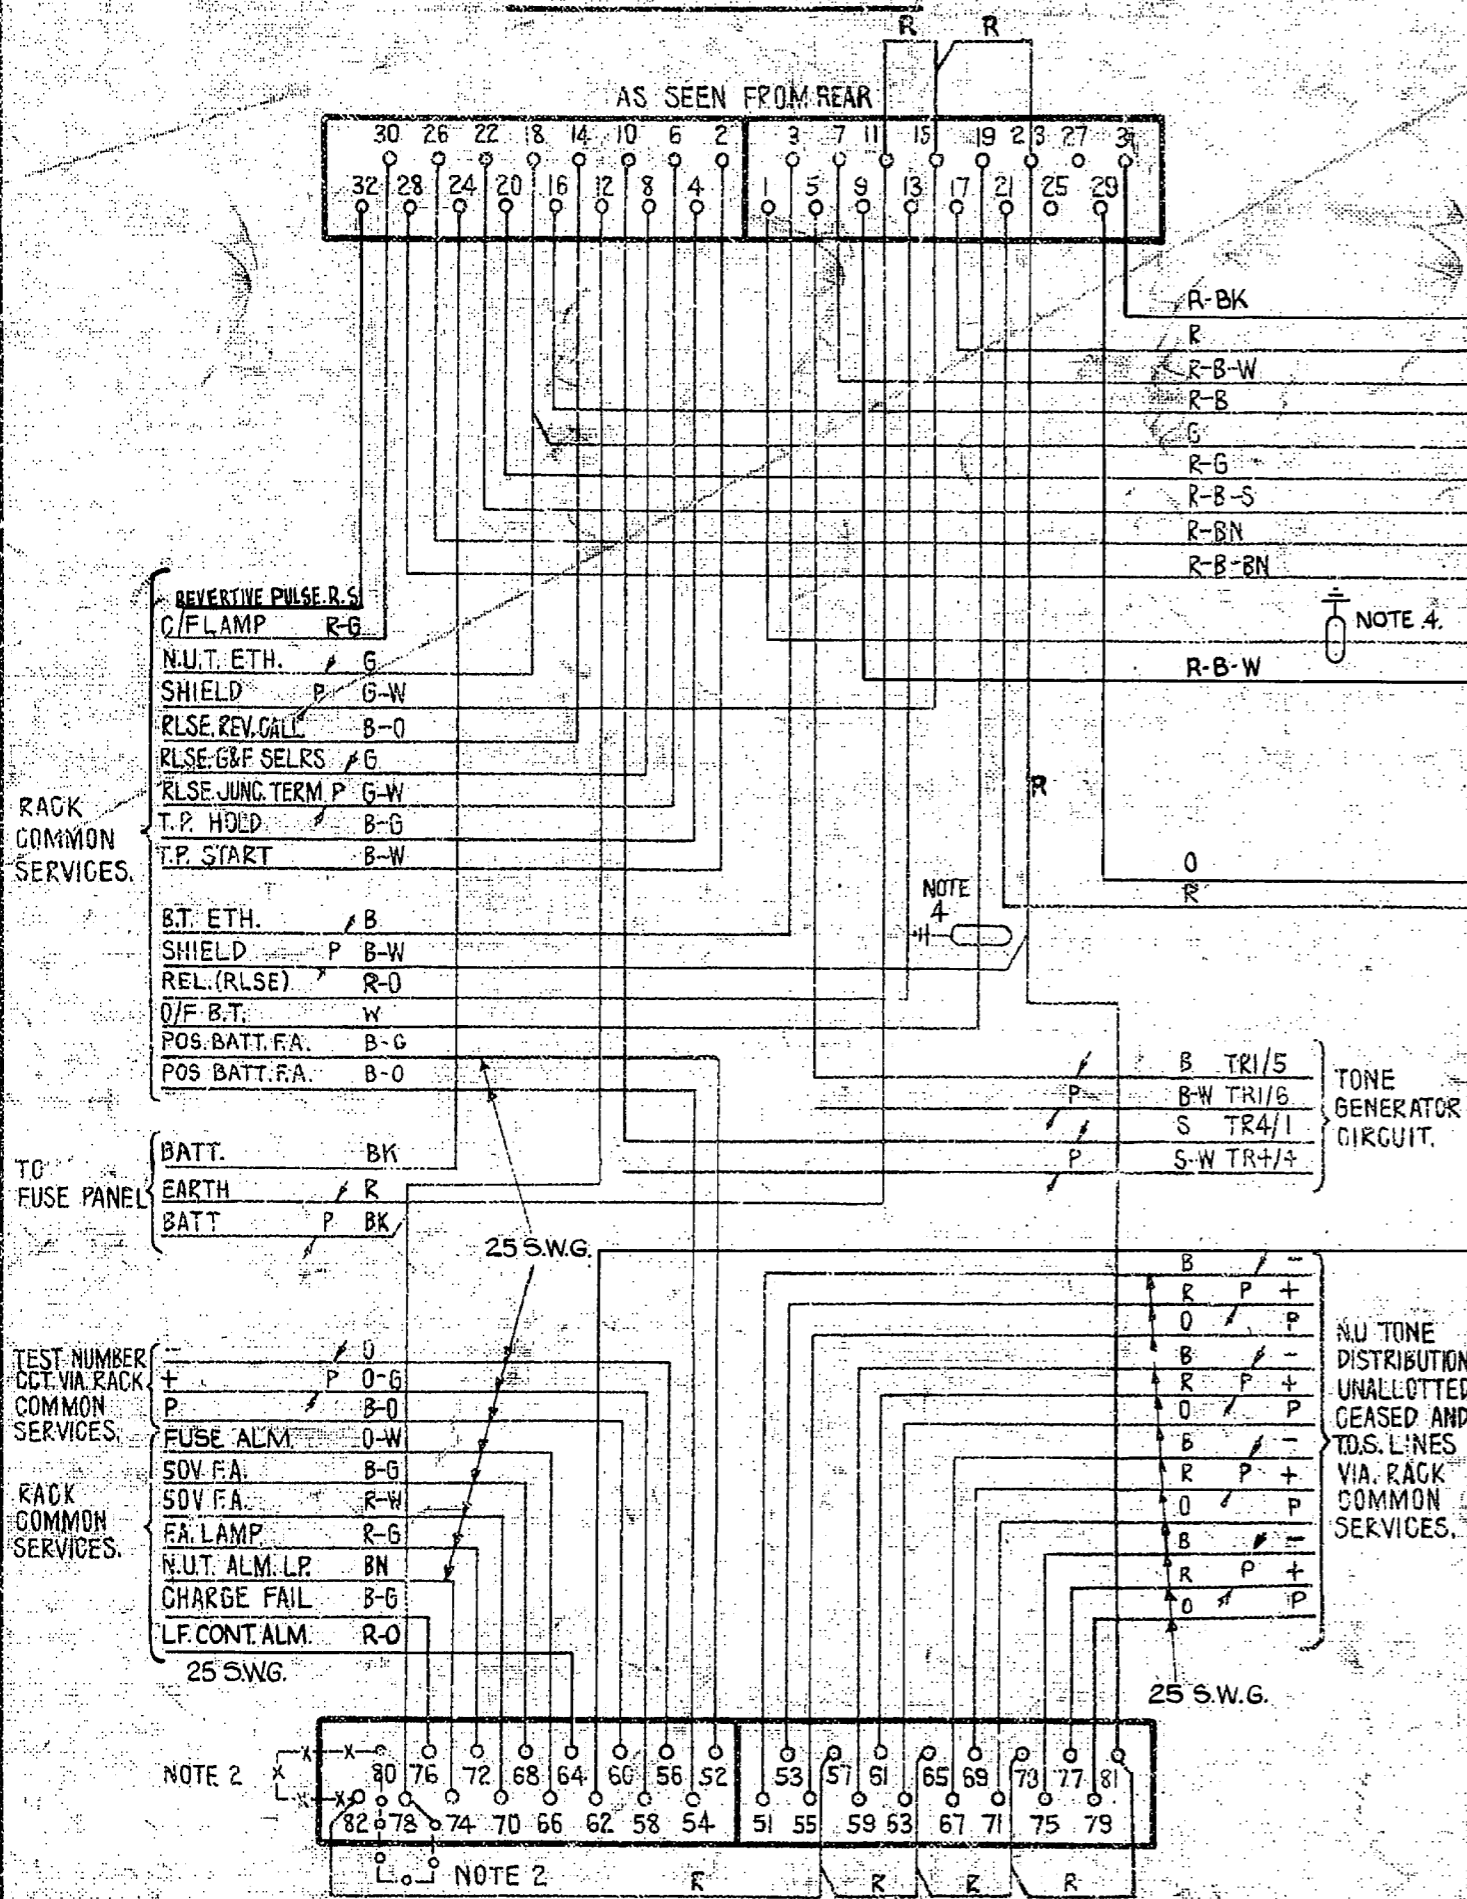 R R
AS SEEN FROM REAR
30 26 22 18 14 10 6 2 3 7 11 15 19 23 27 31
32 28 24 20 16 12 8 4 1 5 9 13 17 21 25 29
R-BK
R
R-B-W
R-B
G
R-G
R-B-S
R-BN
R-B-BN
NOTE 4.
R-B-W
O
R
R
NOTE
4
RACK
COMMON
SERVICES.
REVERTIVE PULSE.R.S
C/F LAMP R-G
N.U.T. ETH. G
SHIELD P G-W
RLSE.REV.CALL B-O
RLSE.G&F SELRS G
RLSE.JUNC.TERM P G-W
T.P. HOLD B-G
T.P. START B-W
B.T. ETH. B
SHIELD P B-W
REL.(RLSE) R-O
O/F B.T. W
POS.BATT.F.A. B-G
POS BATT.F.A. B-O
TO
FUSE PANEL
BATT. BK
EARTH R
BATT P BK
25 S.W.G.
B TR1/5
P B-W TR1/6
S TR4/1
P S-W TR4/4
TONE
GENERATOR
CIRCUIT.
TEST NUMBER
CCT. VIA. RACK
COMMON
SERVICES.
- O
+ P O-G
P B-O
RACK
COMMON
SERVICES.
FUSE ALM. O-W
50V F.A. B-G
50V F.A. R-W
F.A. LAMP R-G
N.U.T. ALM. LP. BN
CHARGE FAIL B-G
LF. CONT. ALM. R-O
25 S.W.G.
B -
R P +
O P
B -
R P +
O P
B -
R P +
O P
B -
R P +
O P
N.U TONE
DISTRIBUTION
UNALLOTTED
CEASED AND
T.O.S. LINES
VIA. RACK
COMMON
SERVICES.
25 S.W.G.
NOTE 2
80 76 72 68 64 60 56 52 53 57 61 65 69 73 77 81
82 78 74 70 66 62 58 54 51 55 59 63 67 71 75 79
NOTE 2
R R R R